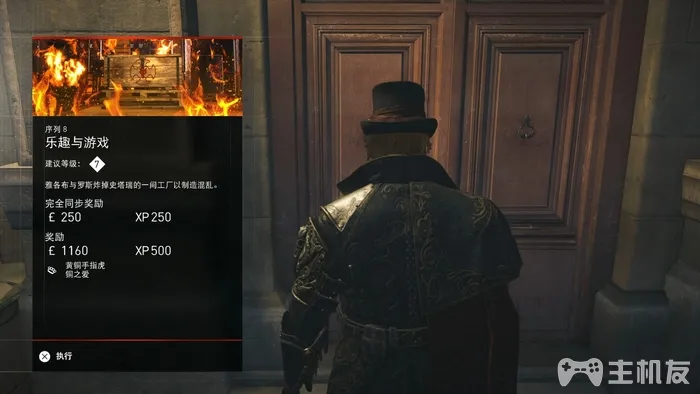 序列 8
乐趣与游戏
建议等级： 7
雅各布与罗斯炸掉史塔瑞的一间工厂以制造混乱。
完全同步奖励
£ 250 XP 250
奖励
£ 1160 XP 500
黄铜手指虎
铜之爱
执行
主机友